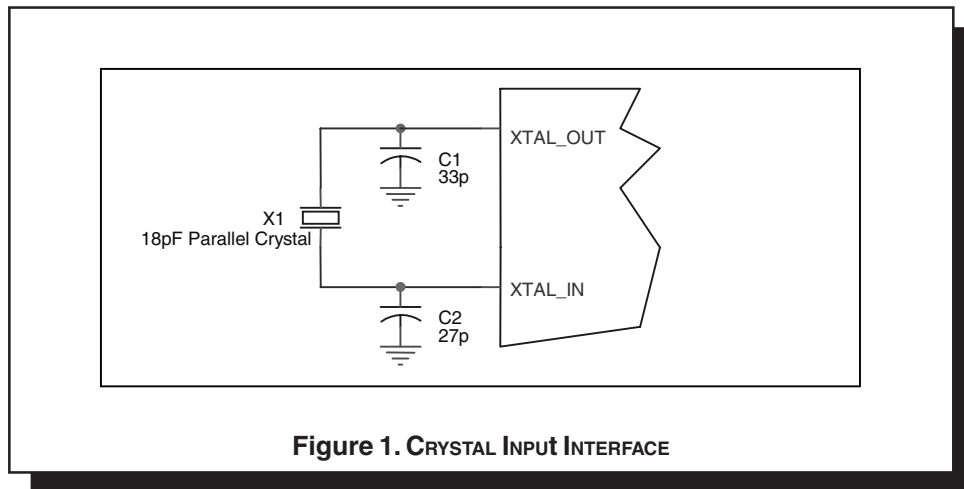 XTAL_OUT
C1
33p
X1
18pF Parallel Crystal
XTAL_IN
C2
27p
Figure 1. CRYSTAL INPUt INTERFACE